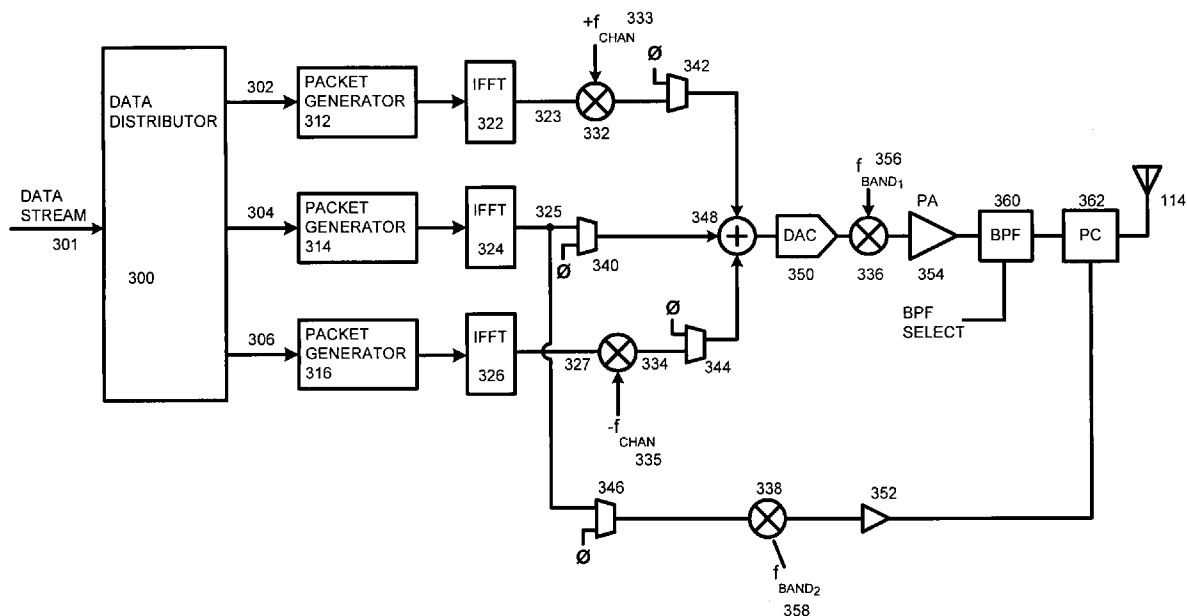 +f CHAN 333
Ø
342
302
PACKET
GENERATOR
312
IFFT
322
323
332
DATA
DISTRIBUTOR
300
DATA
STREAM
301
304
PACKET
GENERATOR
314
IFFT
324
325
Ø
340
348
+
DAC
350
f BAND1 356
336
PA
354
360
BPF
BPF
SELECT
362
PC
114
306
PACKET
GENERATOR
316
IFFT
326
327
334
Ø
344
-f CHAN
335
346
Ø
338
f BAND2
358
352